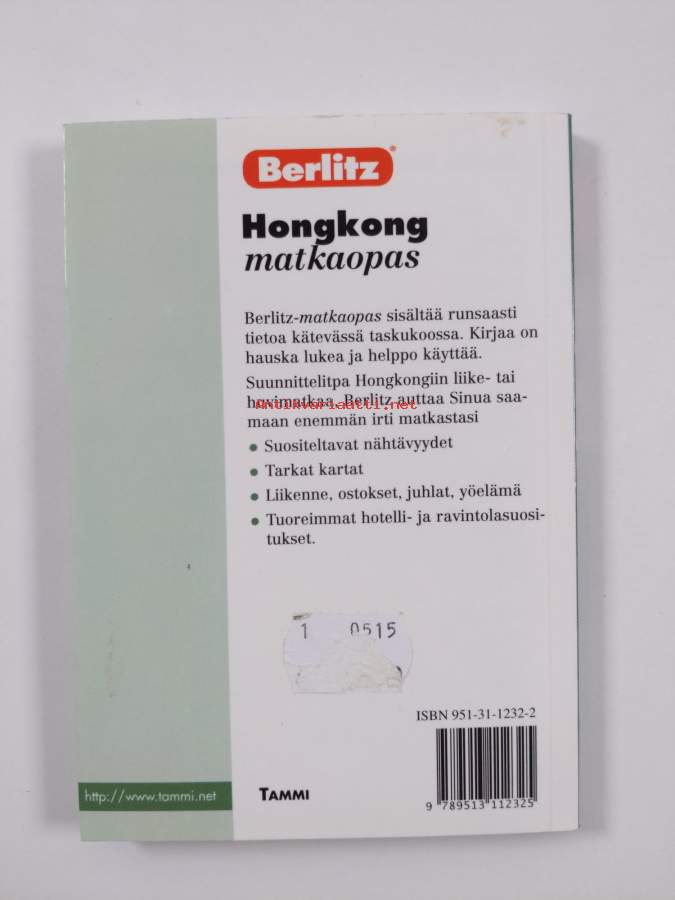 Berlitz®
Hongkong
matkaopas
Berlitz-matkaopas sisältää runsaasti
tietoa kätevässä taskukoossa. Kirjaa on
hauska lukea ja helppo käyttää.
Suunnittelitpa Hongkongiin liike- tai
huvimatkaa, Berlitz auttaa Sinua saa-
Antikvariaatti.net
maan enemmän irti matkastasi
• Suositeltavat nähtävyydet
• Tarkat kartat
• Liikenne, ostokset, juhlat, yöelämä
• Tuoreimmat hotelli- ja ravintolasuosi-
tukset.
1 0515
ISBN 951-31-1232-2
9 789513 112325
http://www.tammi.net
TAMMI